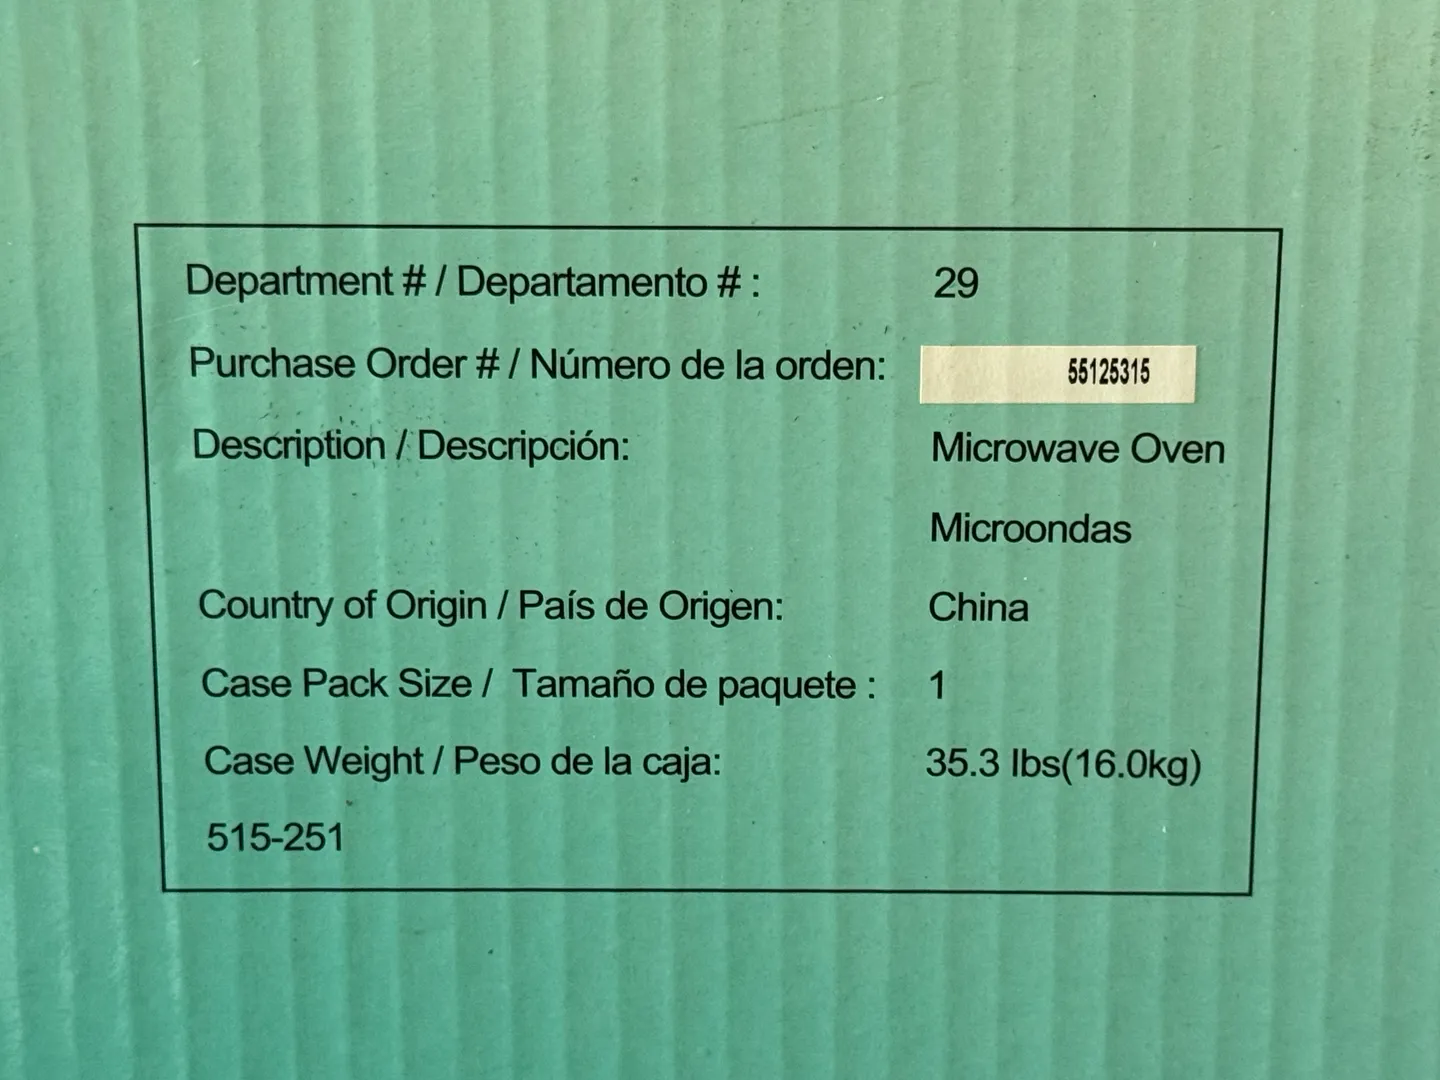 Department # / Departamento # : 29
Purchase Order # / Número de la orden: 55125315
Description / Descripción: Microwave Oven
Microondas
Country of Origin / País de Origen: China
Case Pack Size / Tamaño de paquete : 1
Case Weight / Peso de la caja: 35.3 lbs(16.0kg)
515-251